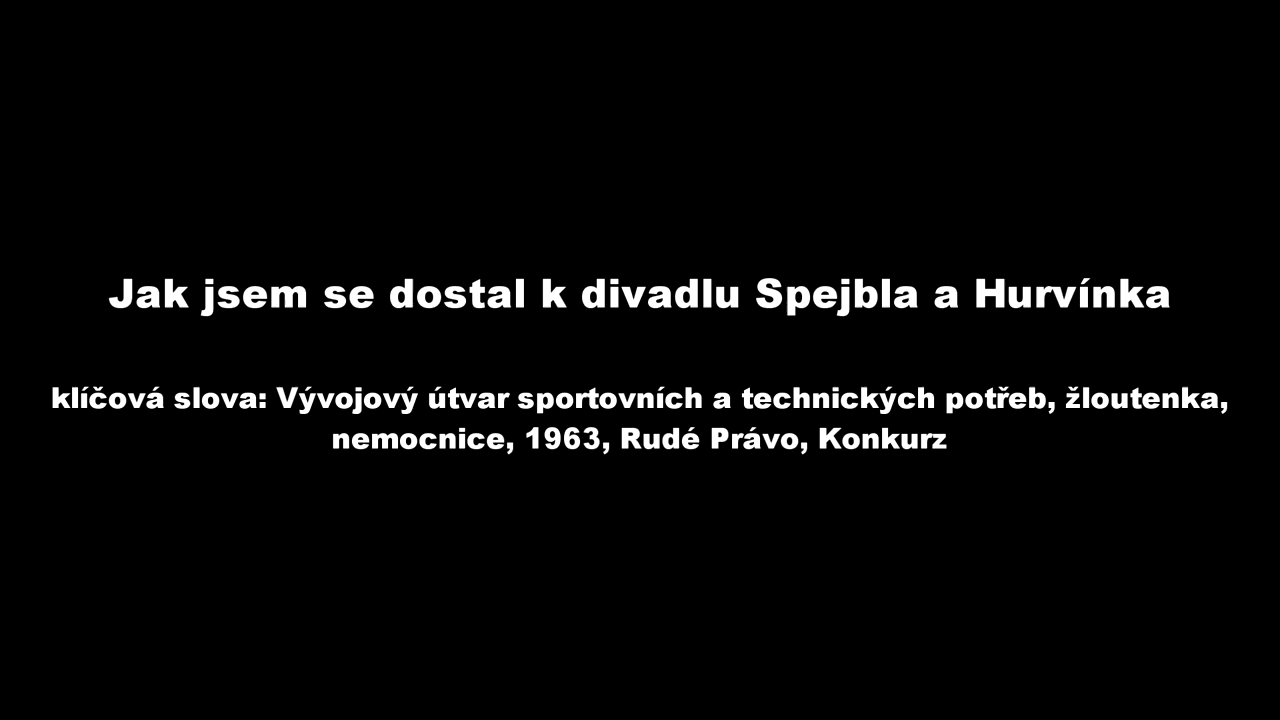 Jak jsem se dostal k divadlu Spejbla a Hurvínka
klíčová slova: Vývojový útvar sportovních a technických potřeb, žloutenka,
nemocnice, 1963, Rudé Právo, Konkurz